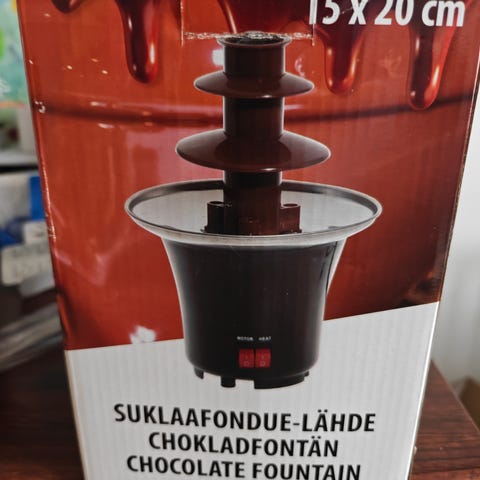 15 x 20 cm
MOTOR HEAT
SUKLAAFONDUE-LÄHDE
CHOKLADFONTÄN
CHOCOLATE FOUNTAIN